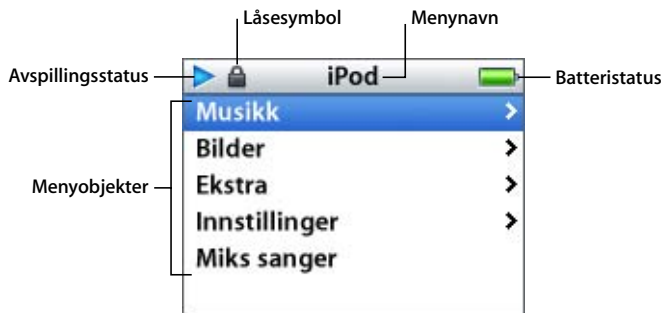 Låsesymbol Menynavn
Avspillingsstatus iPod Batteristatus
Musikk
Bilder
Menyobjekter Ekstra
Innstillinger
Miks sanger